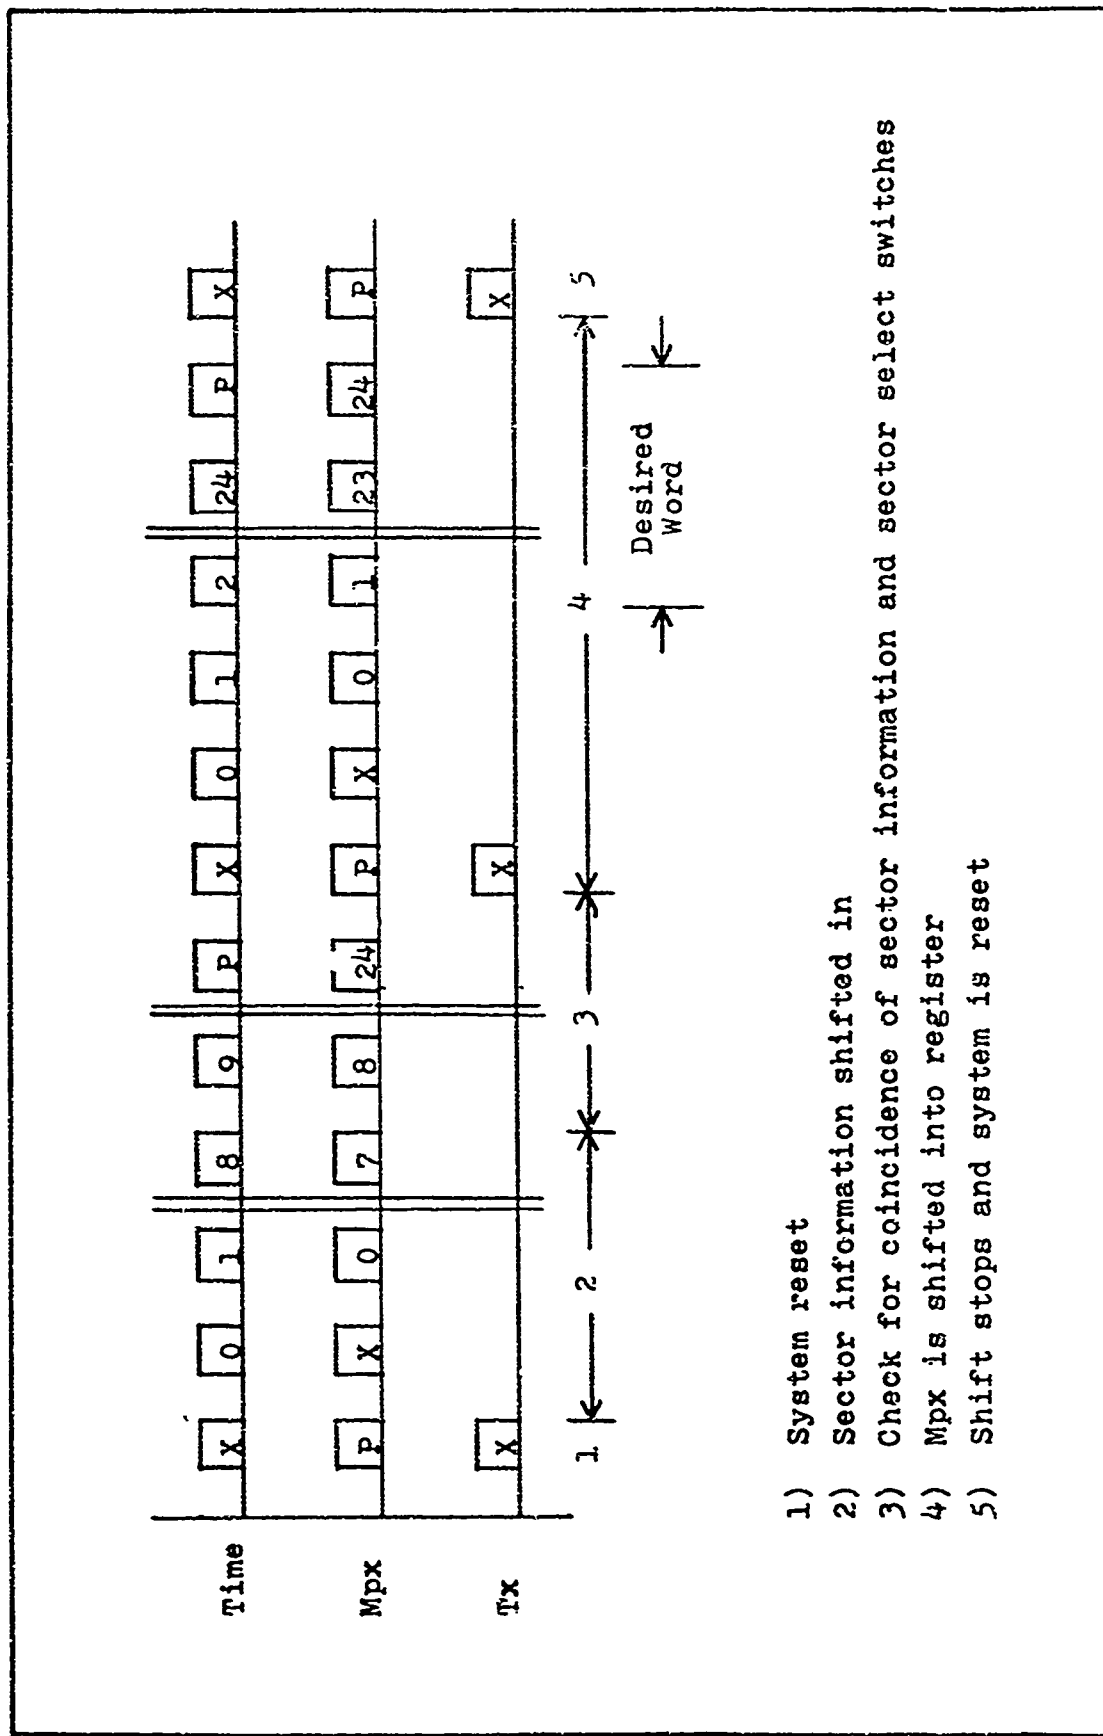 Time X 0 1 8 9 P X 0 1 2 24 P X
Mpx P X 0 7 8 24 P X 0 1 23 24 P
Tx X X X
1 2 3 4 5
Desired
Word
1) System reset
2) Sector information shifted in
3) Check for coincidence of sector information and sector select switches
4) Mpx is shifted into register
5) Shift stops and system is reset